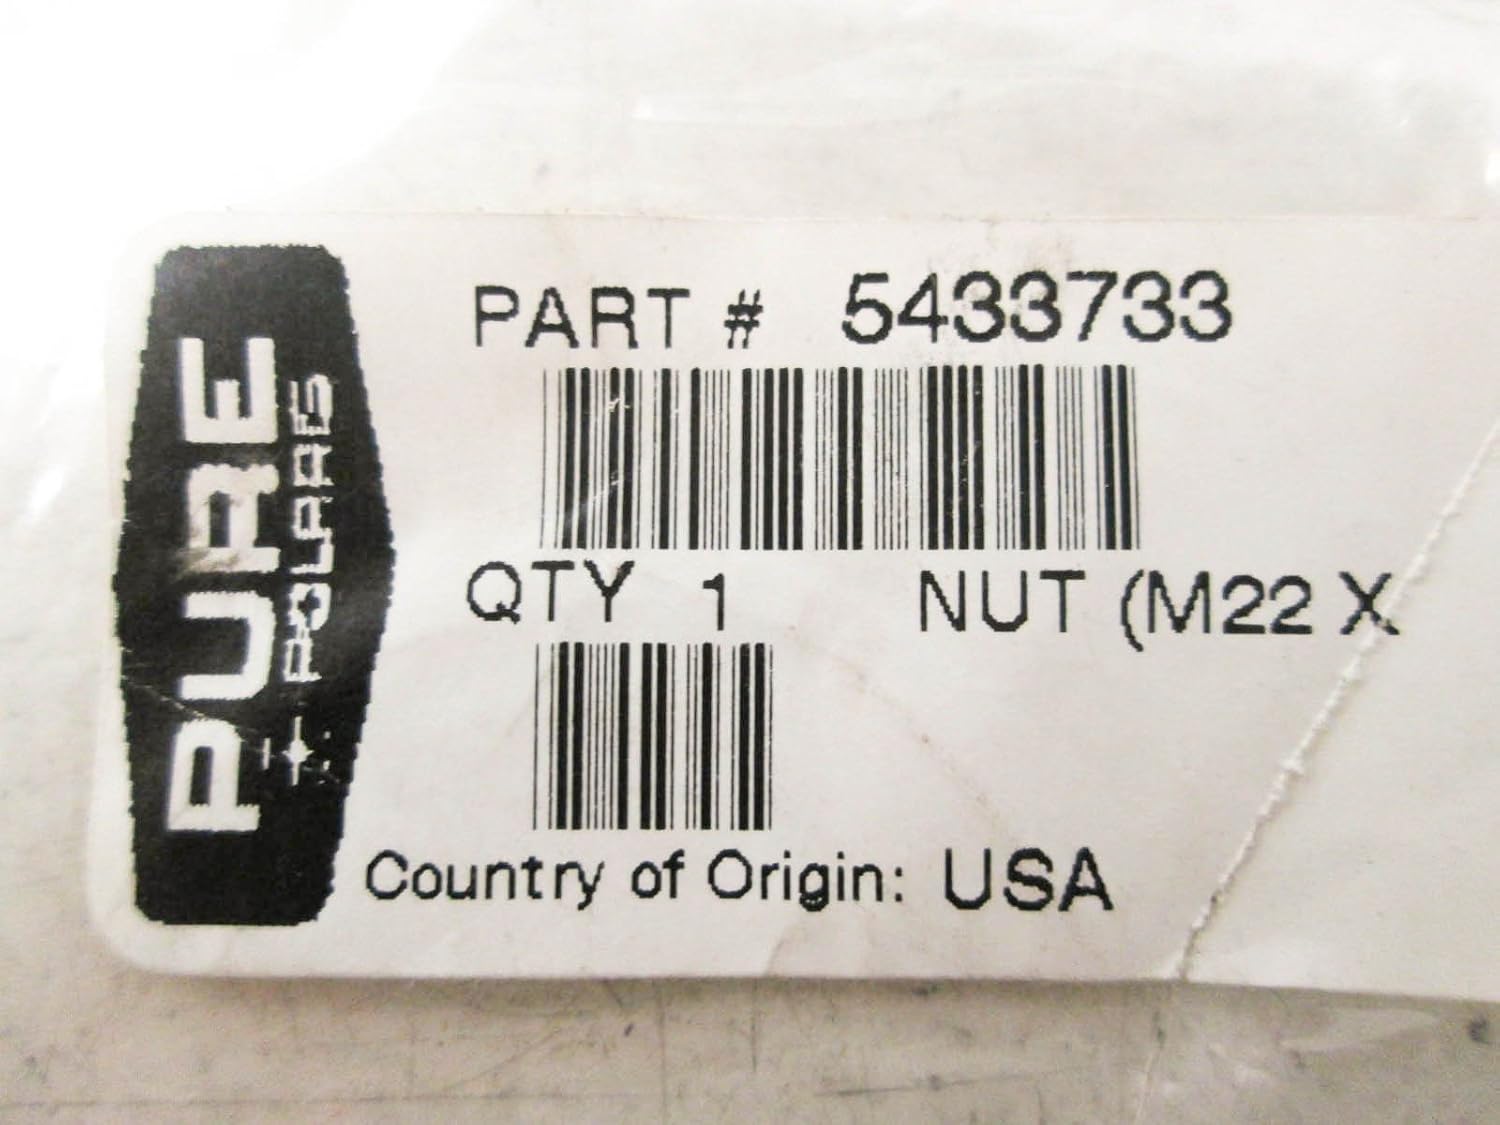 PURE
POLARIS
PART # 5433733
QTY 1 NUT (M22 X
Country of Origin: USA